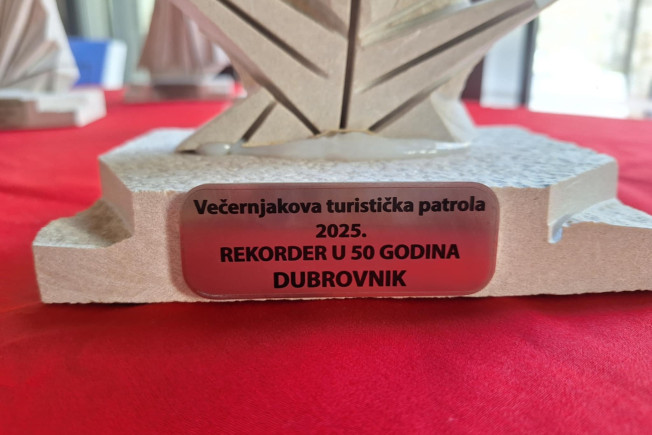 Večernjakova turistička patrola
2025.
REKORDER U 50 GODINA
DUBROVNIK